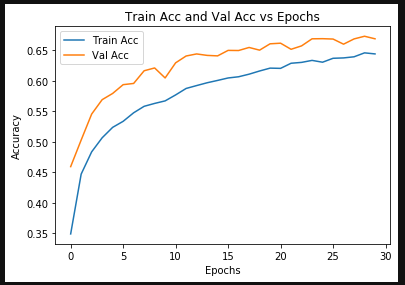 Train Acc and Val Acc vs Epochs
Train Acc
Val Acc
0.65
0.60
0.55
0.50
0.45
0.40
0.35
Accuracy
0 5 10 15 20 25 30
Epochs